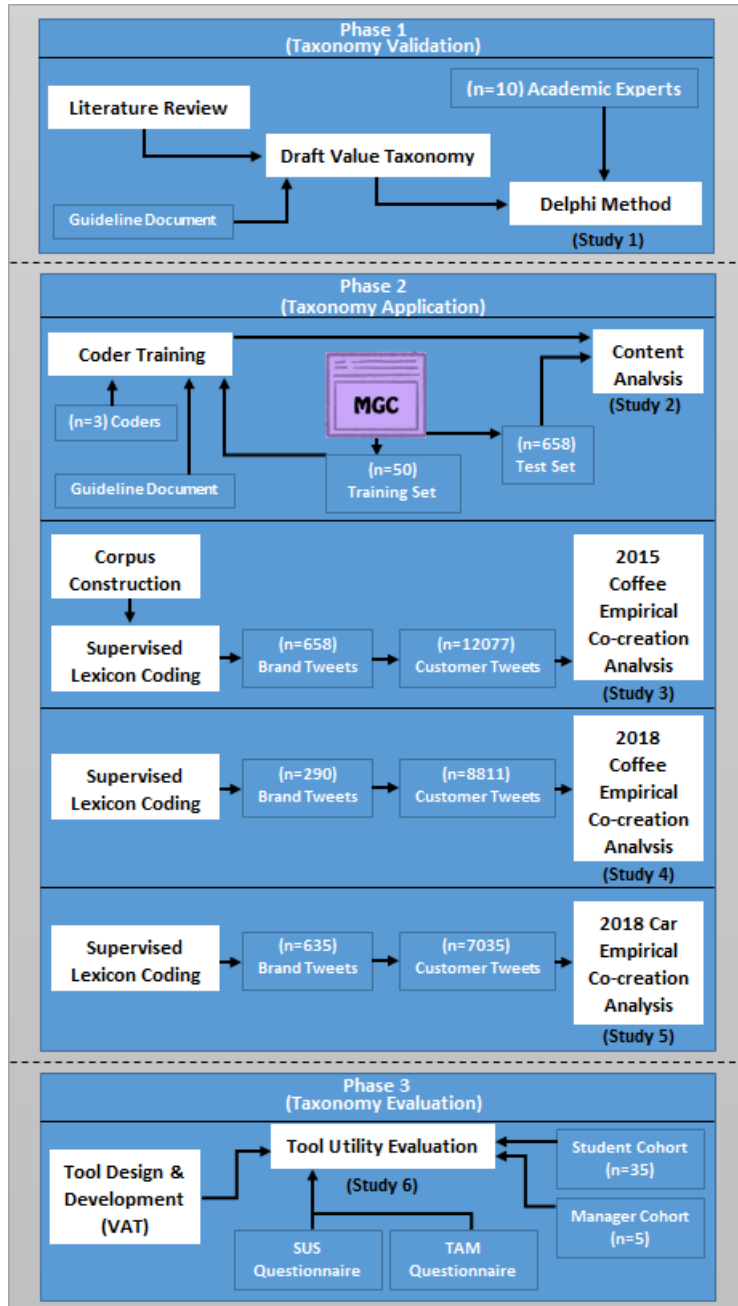 Phase 1
(Taxonomy Validation)
(n=10) Academic Experts
Literature Review
Draft Value Taxonomy
Guideline Document
Delphi Method
(Study 1)
Phase 2
(Taxonomy Application)
Coder Training
MGC
Content
Analvsis
(Study 2)
(n=3) Coders
(n=658)
Test Set
(n=50)
Training Set
Guideline Document
Corpus
Construction
Supervised
Lexicon Coding
(n=658)
Brand Tweets
(n=12077)
Customer Tweets
2015
Coffee
Empirical
Co-creation
Analvsis
(Study 3)
Supervised
Lexicon Coding
(n=290)
Brand Tweets
(n=8811)
Customer Tweets
2018
Coffee
Empirical
Co-creation
Analvsis
(Study 4)
Supervised
Lexicon Coding
(n=635)
Brand Tweets
(n=7035)
Customer Tweets
2018 Car
Empirical
Co-creation
Analysis
(Study 5)
Phase 3
(Taxonomy Evaluation)
Tool Design &
Development
(VAT)
Tool Utility Evaluation
(Study 6)
Student Cohort
(n=35)
Manager Cohort
(n=5)
SUS
Questionnaire
TAM
Questionnaire